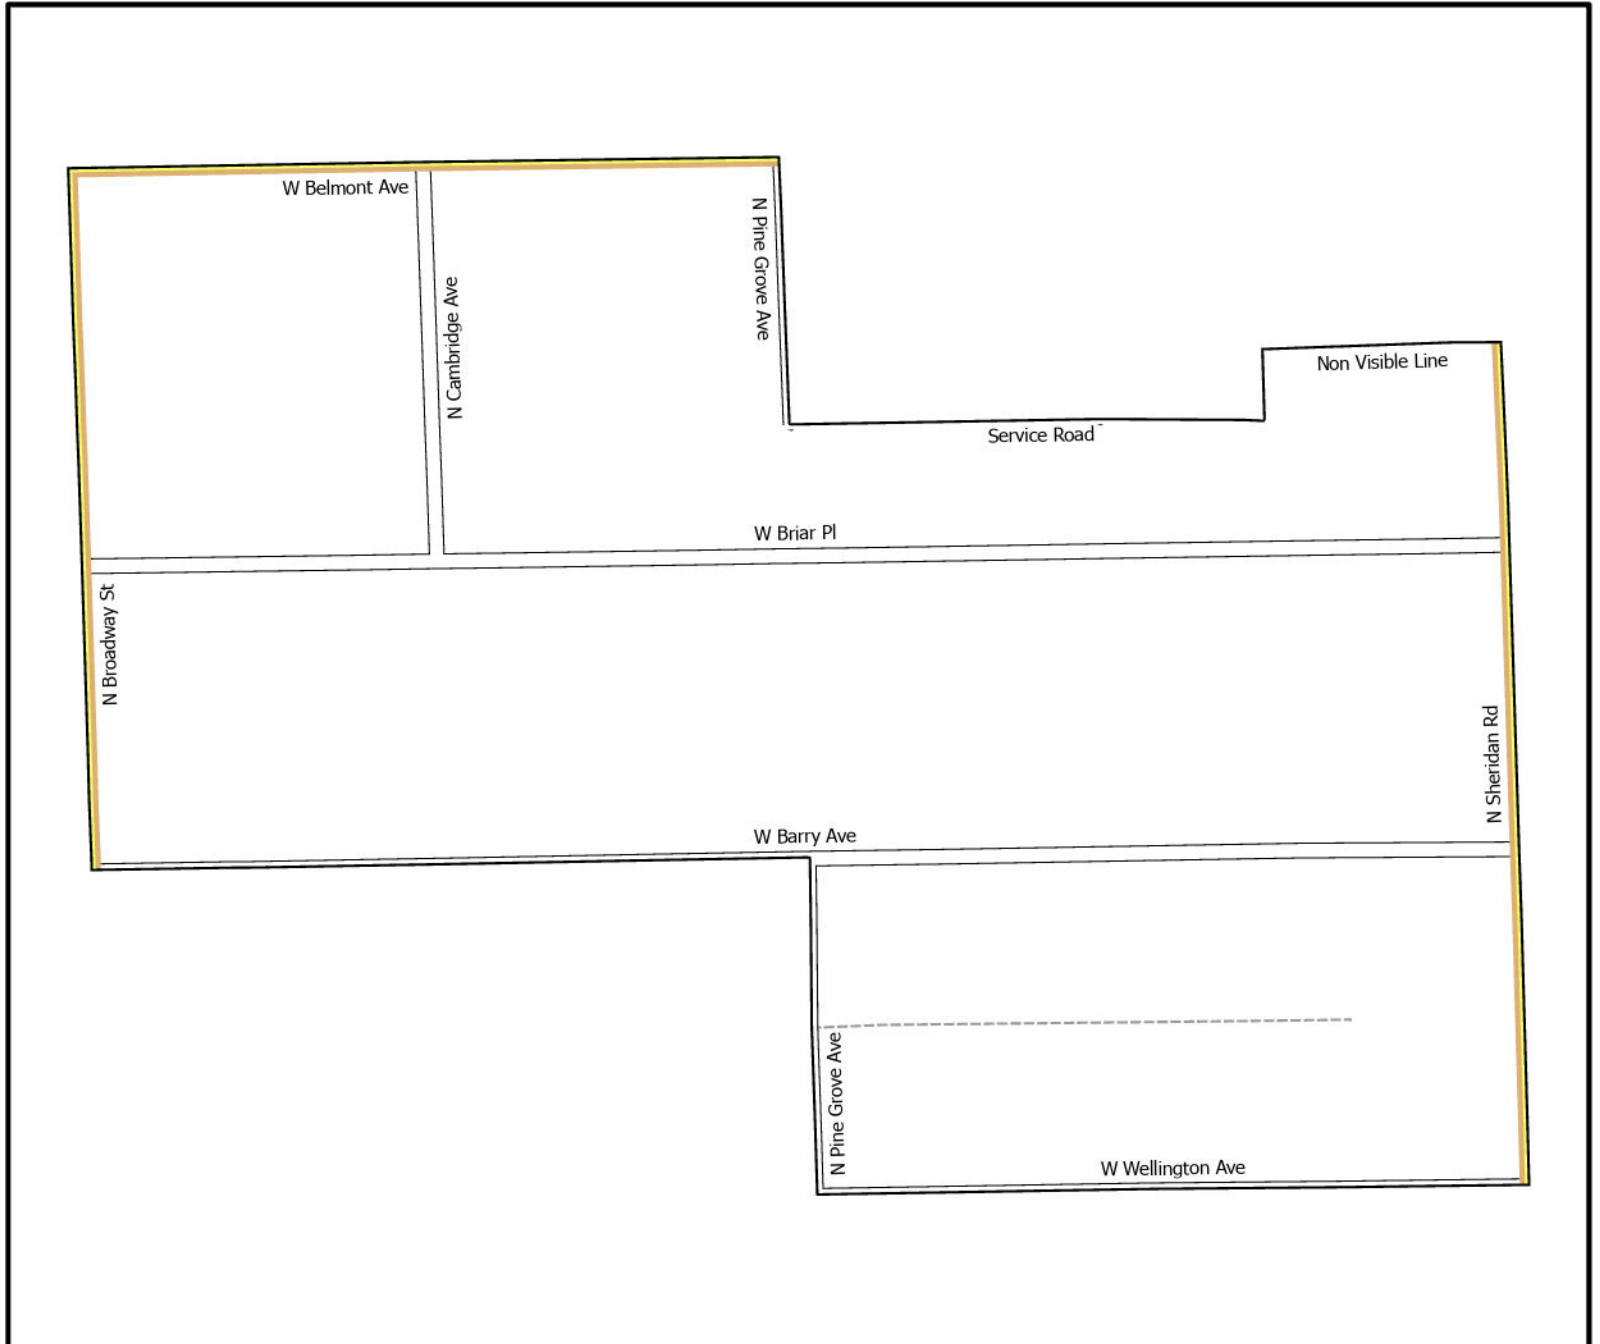 W Belmont Ave
N Pine Grove Ave
N Cambridge Ave
Non Visible Line
Service Road
W Briar Pl
N Broadway St
N Sheridan Rd
W Barry Ave
N Pine Grove Ave
W Wellington Ave